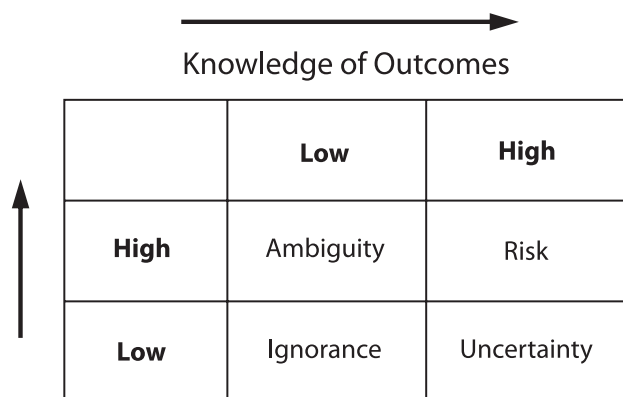 Knowledge of Outcomes
Low High
High Ambiguity Risk
Low Ignorance Uncertainty